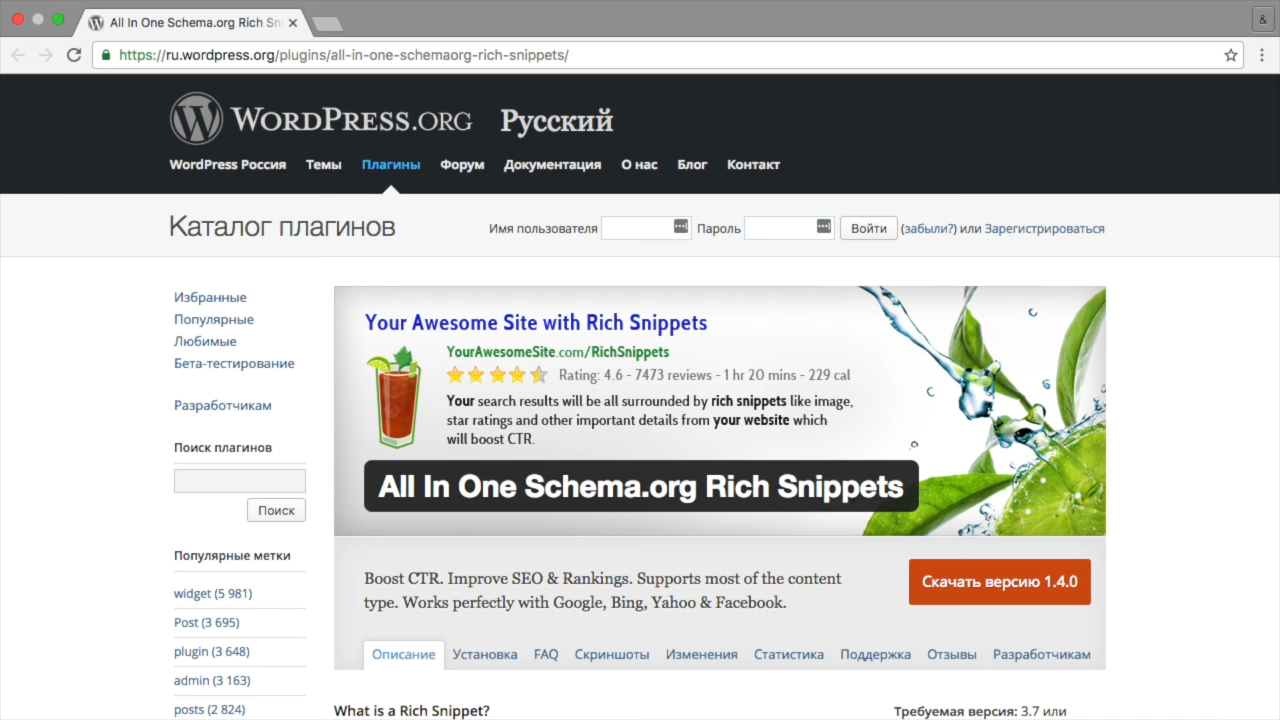 All In One Schema.org Rich Sn
&
https://ru.wordpress.org/plugins/all-in-one-schemaorg-rich-snippets/
WORDPRESS.ORG Русский
WordPress Россия Темы Плагины Форум Документация О нас Блог Контакт
Каталог плагинов
Имя пользователя Пароль Войти (забыли?) или Зарегистрироваться
Избранные
Популярные
Любимые
Бета-тестирование
Разработчикам
Поиск плагинов
Поиск
Популярные метки
widget (5 981)
Post (3 695)
plugin (3 648)
admin (3 163)
posts (2 824)
Your Awesome Site with Rich Snippets
YourAwesomeSite.com/RichSnippets
Rating: 4.6 - 7473 reviews - 1 hr 20 mins - 229 cal
Your search results will be all surrounded by rich snippets like image,
star ratings and other important details from your website which
will boost CTR.
All In One Schema.org Rich Snippets
Boost CTR. Improve SEO & Rankings. Supports most of the content
type. Works perfectly with Google, Bing, Yahoo & Facebook.
Скачать версию 1.4.0
Описание Установка FAQ Скриншоты Изменения Статистика Поддержка Отзывы Разработчикам
What is a Rich Snippet?
Требуемая версия: 3.7 или